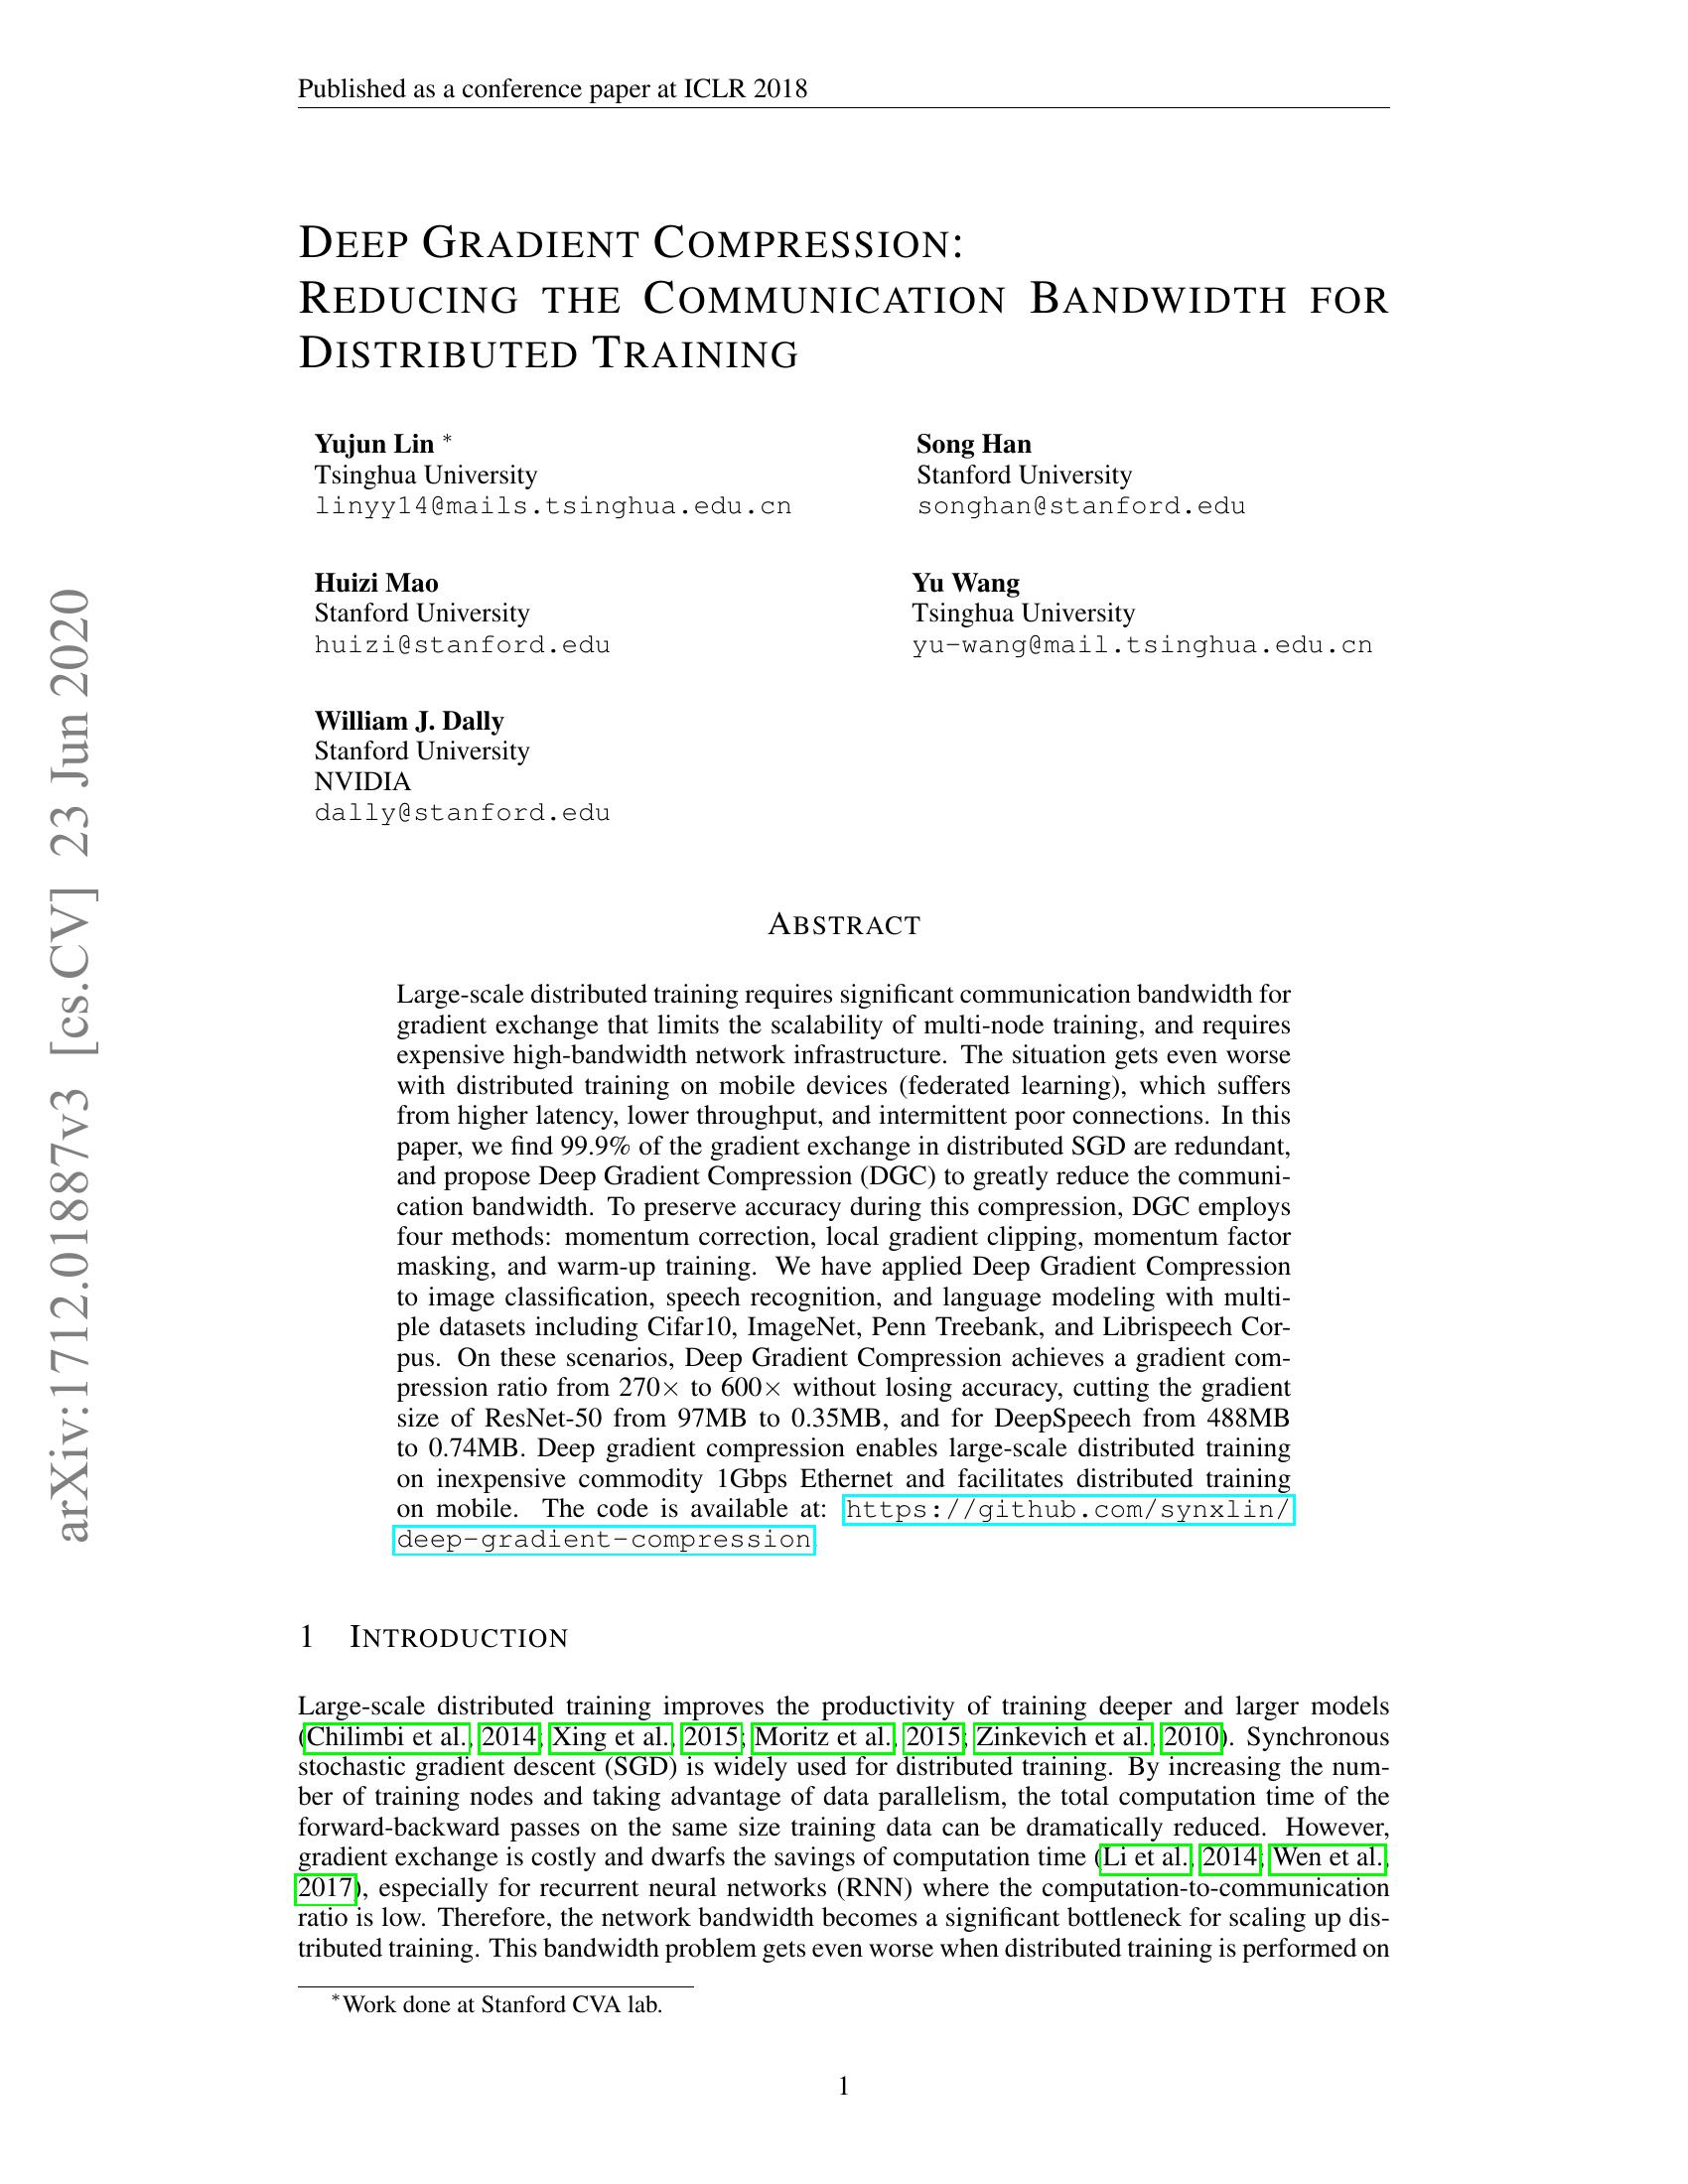 Published as a conference paper at ICLR 2018
DEEP GRADIENT COMPRESSION:
REDUCING THE COMMUNICATION BANDWIDTH FOR
DISTRIBUTED TRAINING
Yujun Lin *
Tsinghua University
linyy14@mails.tsinghua.edu.cn
Song Han
Stanford University
songhan@stanford.edu
Huizi Mao
Stanford University
huizi@stanford.edu
Yu Wang
Tsinghua University
yu-wang@mail.tsinghua.edu.cn
William J. Dally
Stanford University
NVIDIA
dally@stanford.edu
ABSTRACT
Large-scale distributed training requires significant communication bandwidth for
gradient exchange that limits the scalability of multi-node training, and requires
expensive high-bandwidth network infrastructure. The situation gets even worse
with distributed training on mobile devices (federated learning), which suffers
from higher latency, lower throughput, and intermittent poor connections. In this
paper, we find 99.9% of the gradient exchange in distributed SGD are redundant,
and propose Deep Gradient Compression (DGC) to greatly reduce the communi-
cation bandwidth. To preserve accuracy during this compression, DGC employs
four methods: momentum correction, local gradient clipping, momentum factor
masking, and warm-up training. We have applied Deep Gradient Compression
to image classification, speech recognition, and language modeling with multi-
ple datasets including Cifar10, ImageNet, Penn Treebank, and Librispeech Cor-
pus. On these scenarios, Deep Gradient Compression achieves a gradient com-
pression ratio from 270× to 600× without losing accuracy, cutting the gradient
size of ResNet-50 from 97MB to 0.35MB, and for DeepSpeech from 488MB
to 0.74MB. Deep gradient compression enables large-scale distributed training
on inexpensive commodity 1Gbps Ethernet and facilitates distributed training
on mobile. The code is available at: https://github.com/synxlin/
deep-gradient-compression.
1 INTRODUCTION
Large-scale distributed training improves the productivity of training deeper and larger models
(Chilimbi et al., 2014; Xing et al., 2015; Moritz et al., 2015; Zinkevich et al., 2010). Synchronous
stochastic gradient descent (SGD) is widely used for distributed training. By increasing the num-
ber of training nodes and taking advantage of data parallelism, the total computation time of the
forward-backward passes on the same size training data can be dramatically reduced. However,
gradient exchange is costly and dwarfs the savings of computation time (Li et al., 2014; Wen et al.,
2017), especially for recurrent neural networks (RNN) where the computation-to-communication
ratio is low. Therefore, the network bandwidth becomes a significant bottleneck for scaling up dis-
tributed training. This bandwidth problem gets even worse when distributed training is performed on
*Work done at Stanford CVA lab.
1
arXiv:1712.01887v3 [cs.CV] 23 Jun 2020